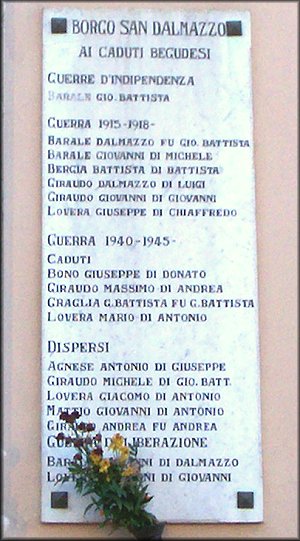 BORGO SAN DALMAZZO
AI CADUTI BEGUDESI
GUERRE D'INDIPENDENZA
BARALE GIO. BATTISTA
GUERRA 1915-1918-
BARALE DALMAZZO FU GIO. BATTISTA
BARALE GIOVANNI DI MICHELE
BERGIA BATTISTA DI BATTISTA
GIRAUDO DALMAZZO DI LUIGI
GIRAUDO GIOVANNI DI GIOVANNI
LOVERA GIUSEPPE DI CHIAFFREDO
GUERRA 1940-1945-
CADUTI
BONO GIUSEPPE DI DONATO
GIRAUDO MASSIMO DI ANDREA
GRAGLIA G. BATTISTA FU G. BATTISTA
LOVERA MARIO DI ANTONIO
DISPERSI
AGNESE ANTONIO DI GIUSEPPE
GIRAUDO MICHELE DI GIO. BATT.
LOVERA GIACOMO DI ANTONIO
MATTIO GIOVANNI DI ANTONIO
GIRAUDO ANDREA FU ANDREA
GUERRA DI LIBERAZIONE
DI DALMAZZO
DI GIOVANNI